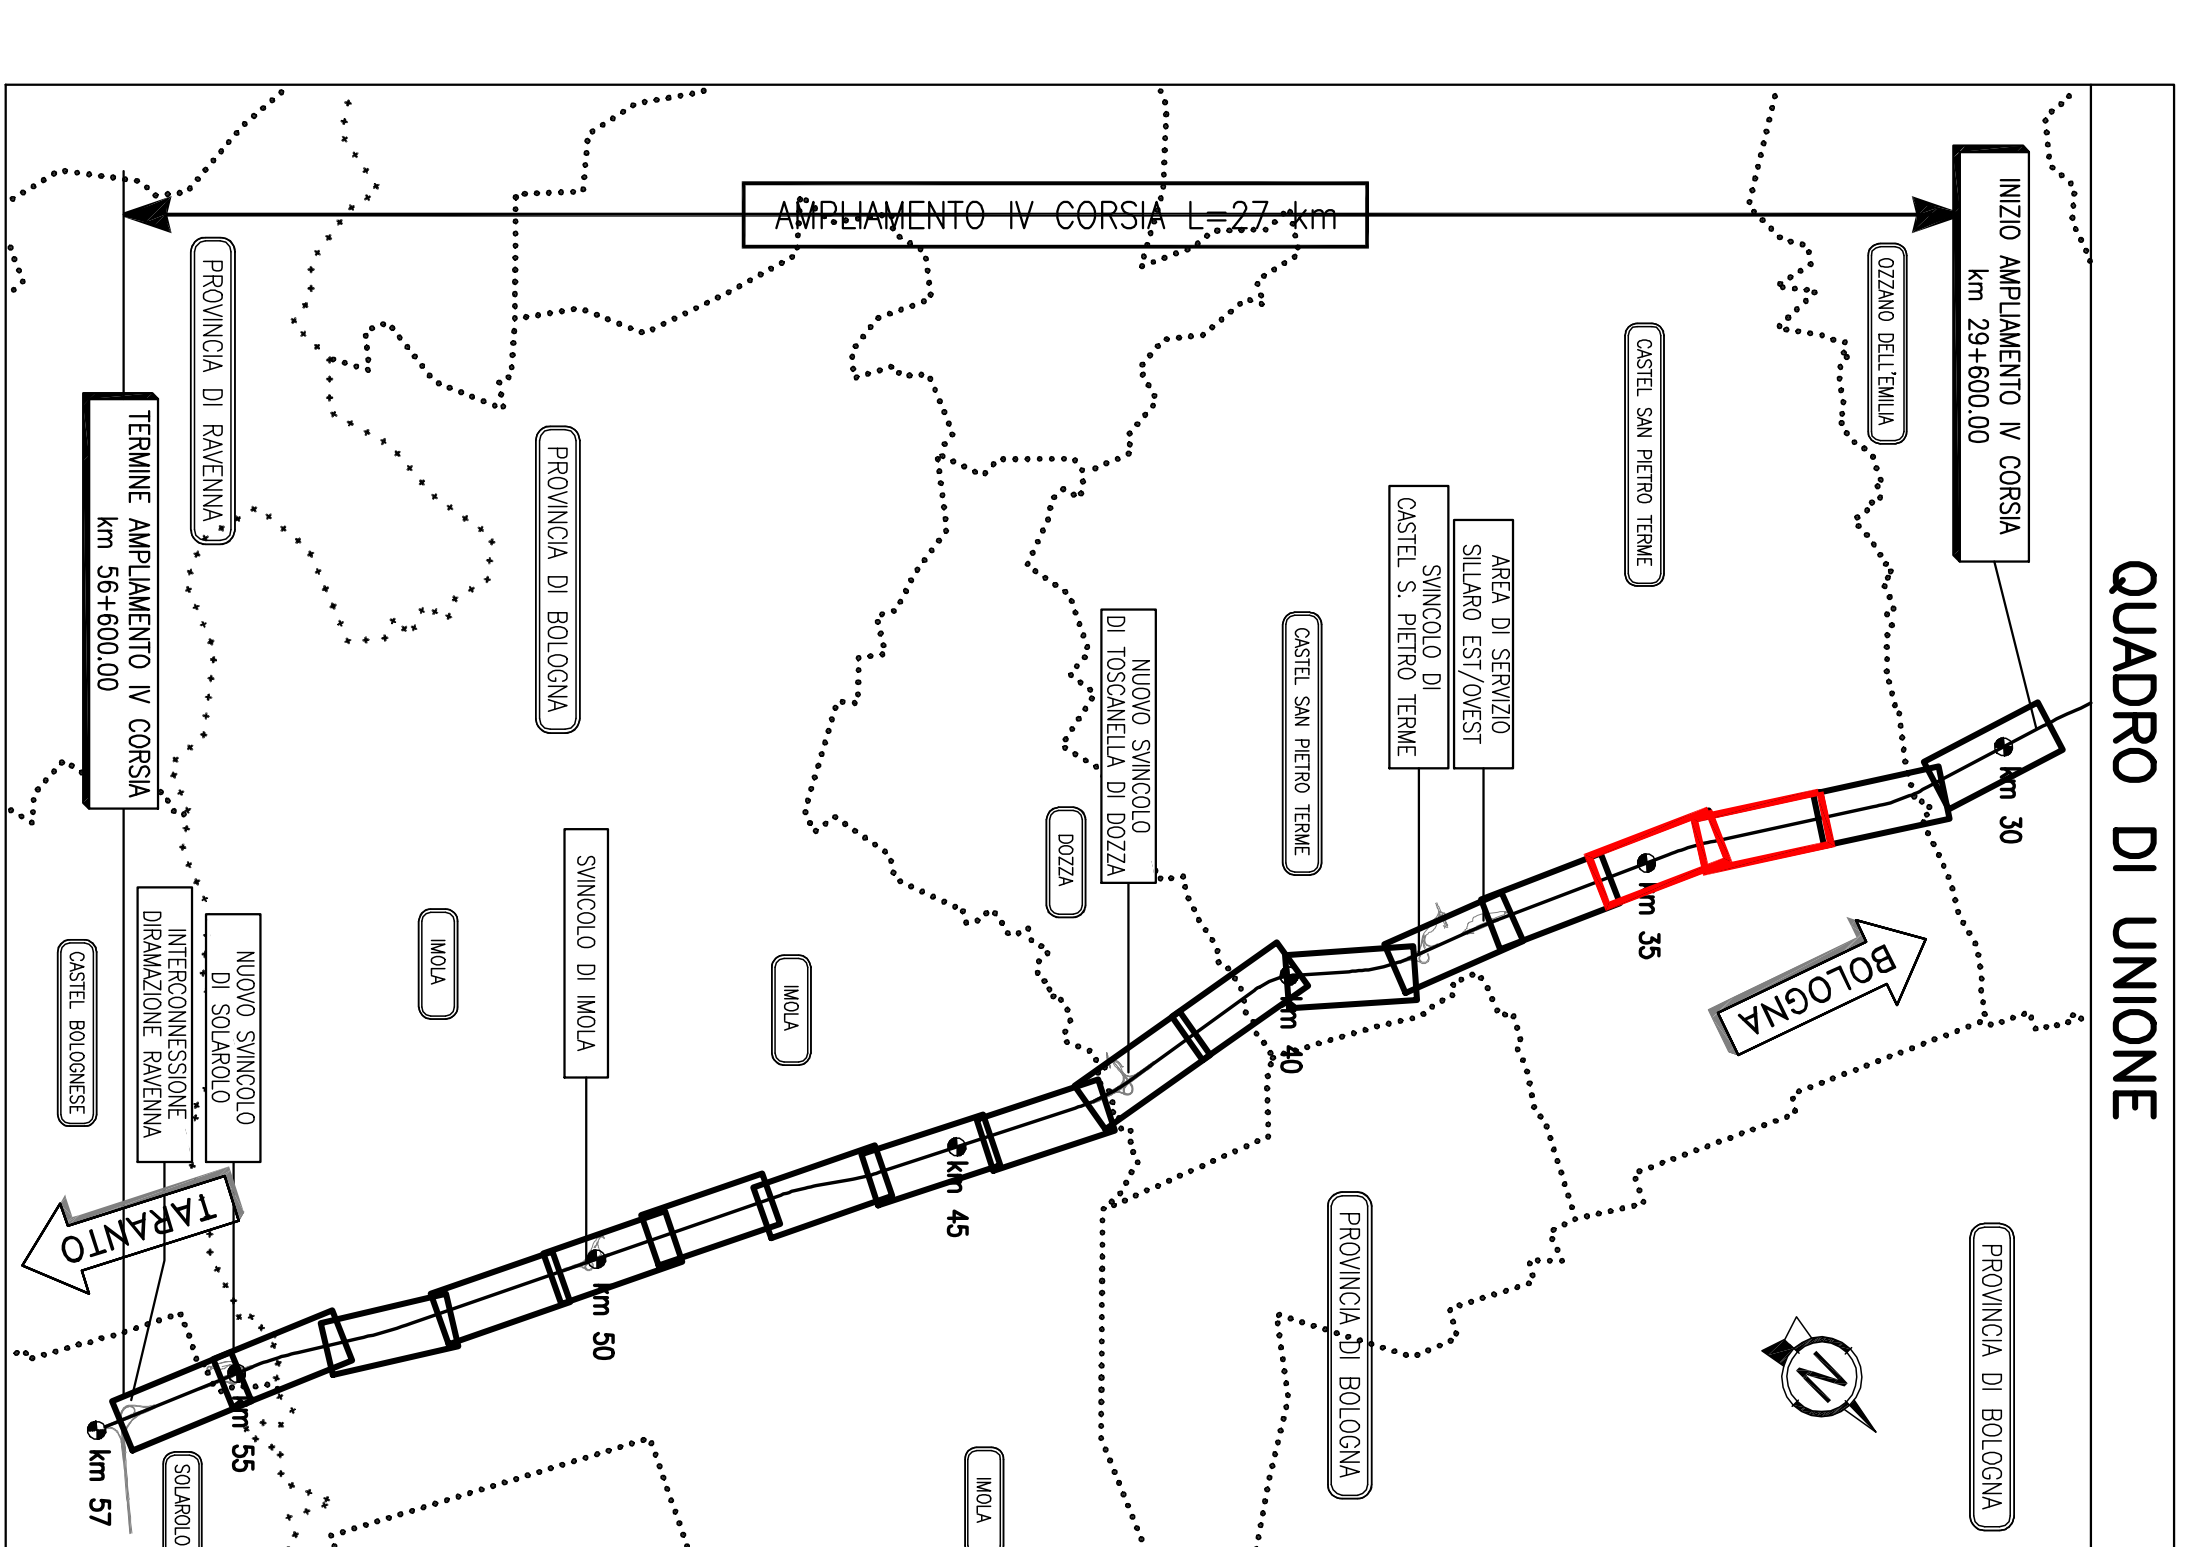 QUADRO DI UNIONE
INIZIO AMPLIAMENTO IV CORSIA
km 29+600.00
OZZANO DELL'EMILIA
AMPLIAMENTO IV CORSIA L=27 km
CASTEL SAN PIETRO TERME
AREA DI SERVIZIO
SILLARO EST/OVEST
SVINCOLO DI
CASTEL S. PIETRO TERME
CASTEL SAN PIETRO TERME
NUOVO SVINCOLO
DI TOSCANELLA DI DOZZA
DOZZA
PROVINCIA DI BOLOGNA
PROVINCIA DI RAVENNA
TERMINE AMPLIAMENTO IV CORSIA
km 56+600.00
SVINCOLO DI IMOLA
IMOLA
IMOLA
NUOVO SVINCOLO
DI SOLAROLO
INTERCONNESSIONE
DIRAMAZIONE RAVENNA
CASTEL BOLOGNESE
km 30
km 35
km 40
km 45
km 50
km 55
km 57
BOLOGNA
TARANTO
PROVINCIA DI BOLOGNA
PROVINCIA DI BOLOGNA
N
IMOLA
SOLAROLO